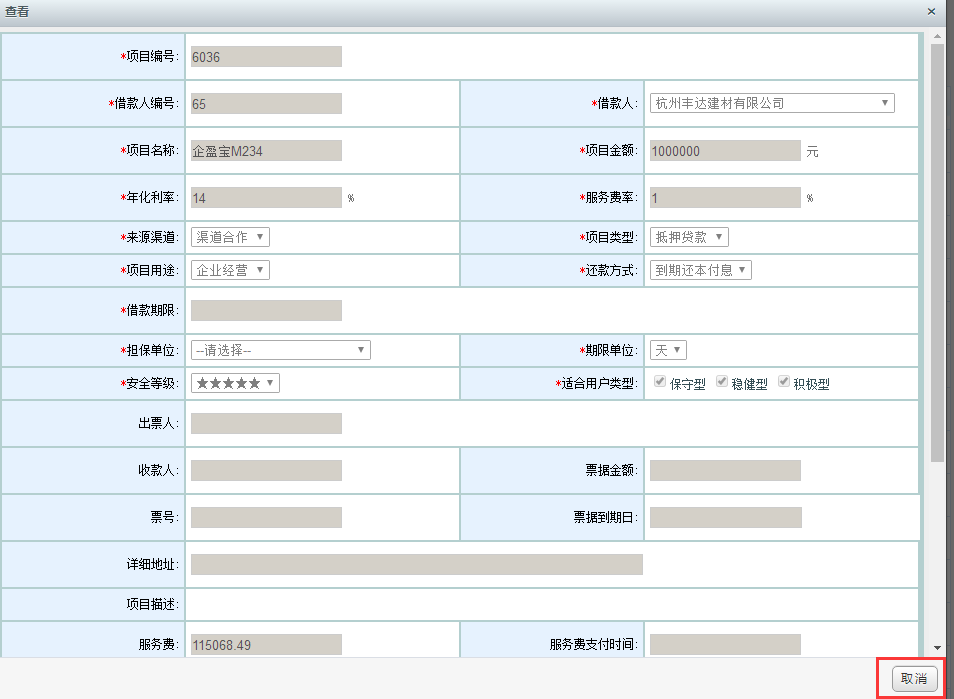 查看 ×
*项目编号: 6036
*借款人编号: 65 *借款人: 杭州丰达建材有限公司
*项目名称: 企盈宝M234 *项目金额: 1000000 元
*年化利率: 14 % *服务费率: 1 %
*来源渠道: 渠道合作 *项目类型: 抵押贷款
*项目用途: 企业经营 *还款方式: 到期还本付息
*借款期限:
*担保单位: --请选择-- *期限单位: 天
*安全等级: ★★★★★ *适合用户类型: 保守型 稳健型 积极型
出票人:
收款人: 票据金额:
票号: 票据到期日:
详细地址:
项目描述:
服务费: 115068.49 服务费支付时间:
取消